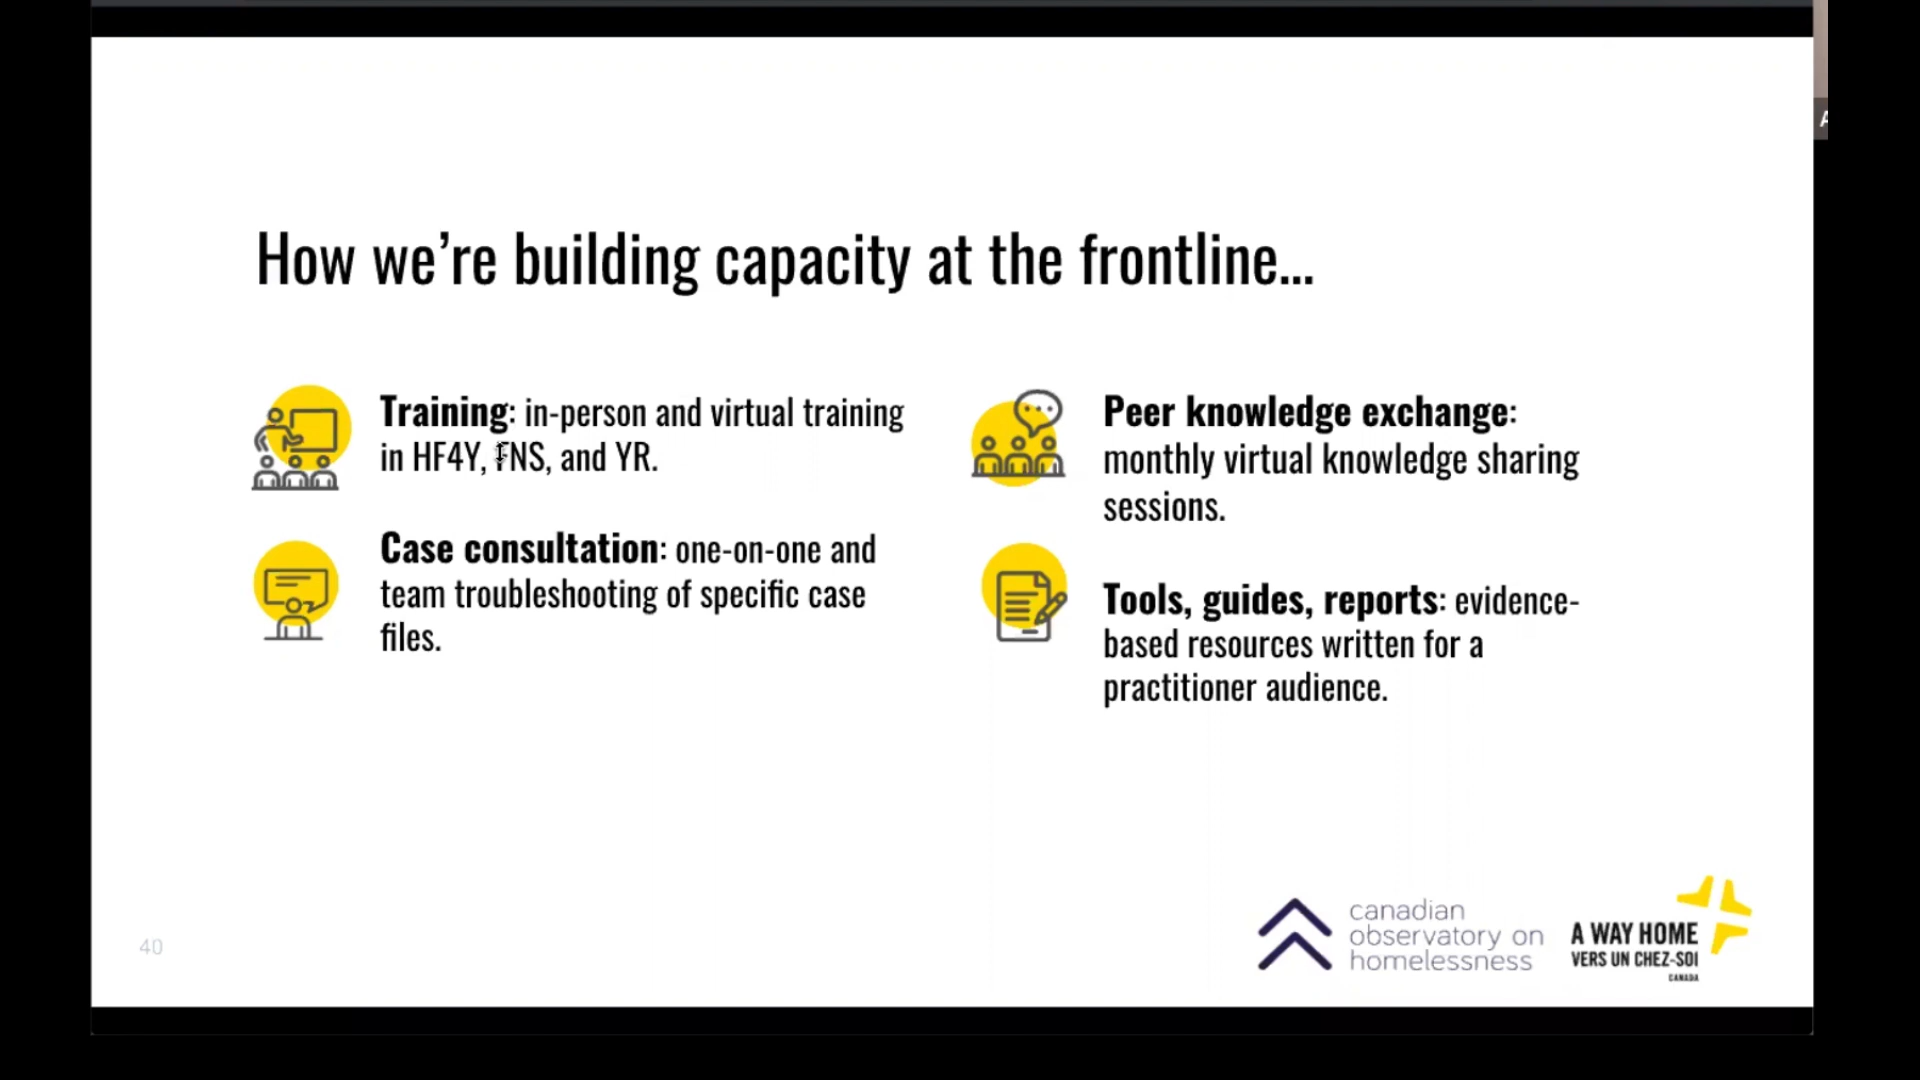 How we're building capacity at the frontline...
Training: in-person and virtual training
in HF4Y, FNS, and YR.
Case consultation: one-on-one and
team troubleshooting of specific case
files.
Peer knowledge exchange:
monthly virtual knowledge sharing
sessions.
Tools, guides, reports: evidence-
based resources written for a
practitioner audience.
40
canadian
observatory on
homelessness
A WAY HOME
VERS UN CHEZ-SOI
CANADA